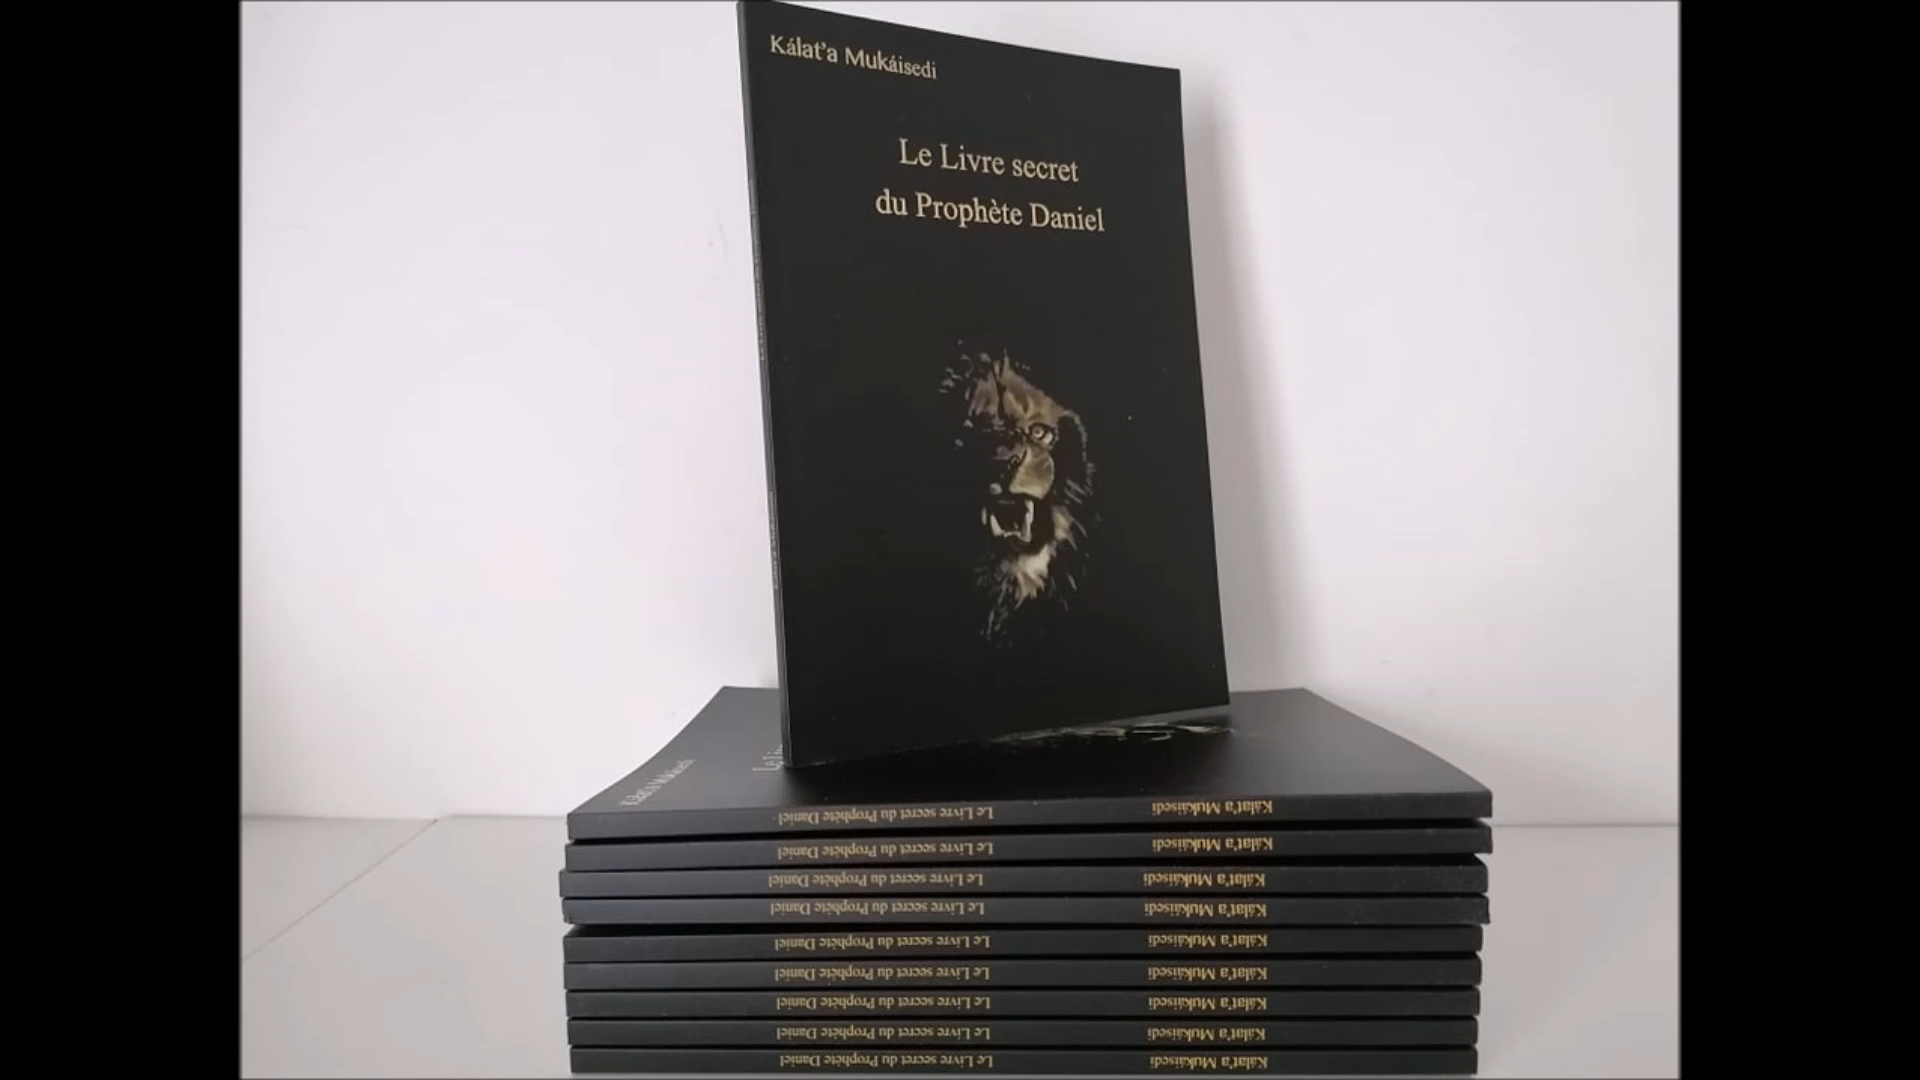 Kálat'a Mukáisedi
Le Livre secret
du Prophète Daniel
Kálat'a Mukáisedi
Le
Le Livre secret du Prophète Daniel Kálat'a Mukáisedi
Le Livre secret du Prophète Daniel Kálat'a Mukáisedi
Le Livre secret du Prophète Daniel Kálat'a Mukáisedi
Le Livre secret du Prophète Daniel Kálat'a Mukáisedi
Le Livre secret du Prophète Daniel Kálat'a Mukáisedi
Le Livre secret du Prophète Daniel Kálat'a Mukáisedi
Le Livre secret du Prophète Daniel Kálat'a Mukáisedi
Le Livre secret du Prophète Daniel Kálat'a Mukáisedi
Le Livre secret du Prophète Daniel Kálat'a Mukáisedi